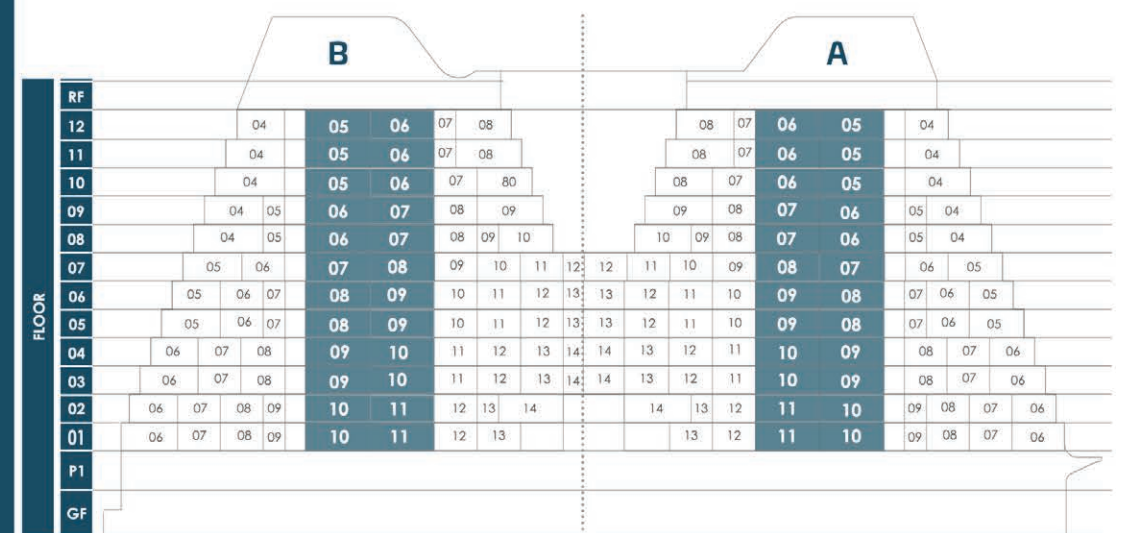 B A
RF
12 04 05 06 07 08 08 07 06 05 04
11 04 05 06 07 08 08 07 06 05 04
10 04 05 06 07 80 08 07 06 05 04
09 04 05 06 07 08 09 09 08 07 06 05 04
08 04 05 06 07 08 09 10 10 09 08 07 06 05 04
07 05 06 07 08 09 10 11 12 12 11 10 09 08 07 06 05
06 05 06 07 08 09 10 11 12 13 13 12 11 10 09 08 07 06 05
05 05 06 07 08 09 10 11 12 13 13 12 11 10 09 08 07 06 05
04 06 07 08 09 10 11 12 13 14 14 13 12 11 10 09 08 07 06
03 06 07 08 09 10 11 12 13 14 14 13 12 11 10 09 08 07 06
02 06 07 08 09 10 11 12 13 14 14 13 12 11 10 09 08 07 06
01 06 07 08 09 10 11 12 13 13 12 11 10 09 08 07 06
P1
GF
FLOOR